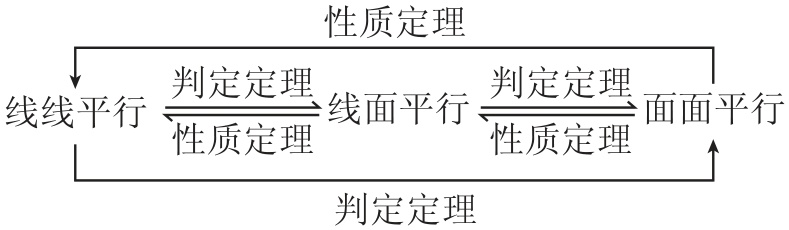 性质定理
判定定理 判定定理
线线平行 线面平行 面面平行
性质定理 性质定理
判定定理